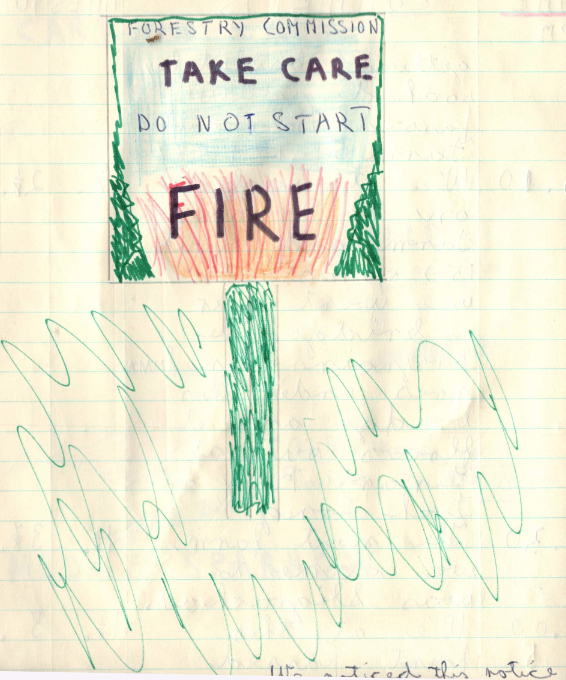 FORESTRY COMMISSION
TAKE CARE
DO NOT START
FIRE
We noticed this notice